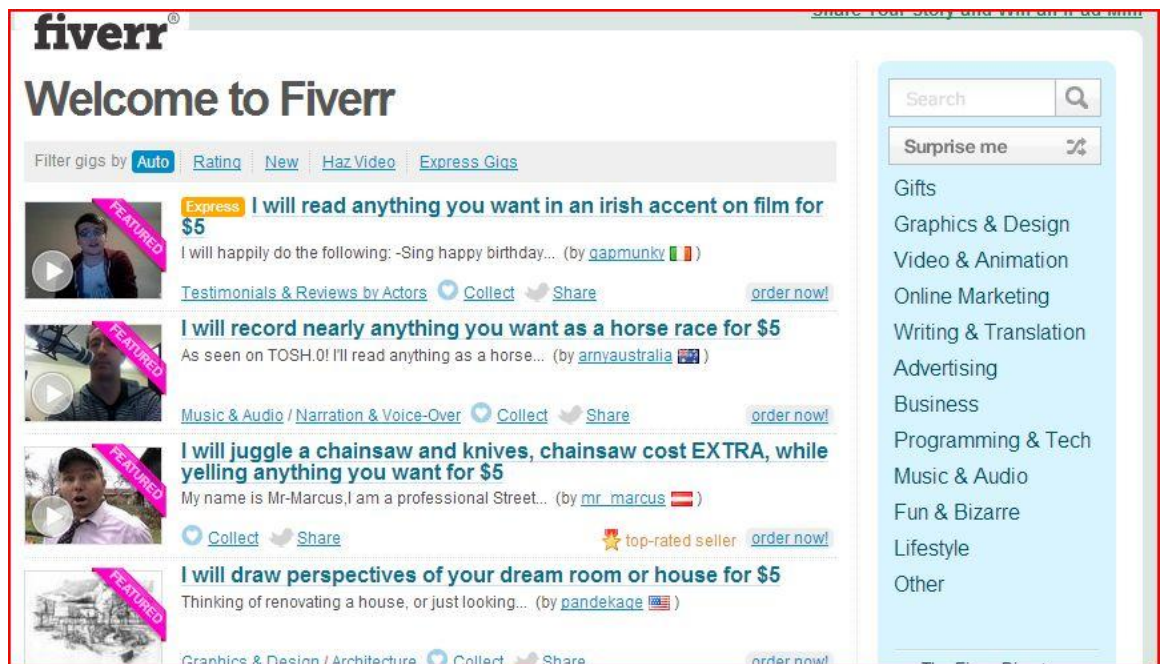 Share Your Story and Win an iPad Mini
fiverr®
Welcome to Fiverr
Filter gigs by Auto Rating New Haz Video Express Gigs
FEATURED
Express I will read anything you want in an irish accent on film for
$5
I will happily do the following: -Sing happy birthday... (by gapmunky )
Testimonials & Reviews by Actors Collect Share order now!
FEATURED
I will record nearly anything you want as a horse race for $5
As seen on TOSH.0! I'll read anything as a horse... (by arnyaustralia )
Music & Audio / Narration & Voice-Over Collect Share order now!
FEATURED
I will juggle a chainsaw and knives, chainsaw cost EXTRA, while
yelling anything you want for $5
My name is Mr-Marcus,I am a professional Street... (by mr_marcus )
Collect Share top-rated seller order now!
FEATURED
I will draw perspectives of your dream room or house for $5
Thinking of renovating a house, or just looking... (by pandekage )
Graphics & Design / Architecture Collect Share order now!
Search
Surprise me
Gifts
Graphics & Design
Video & Animation
Online Marketing
Writing & Translation
Advertising
Business
Programming & Tech
Music & Audio
Fun & Bizarre
Lifestyle
Other